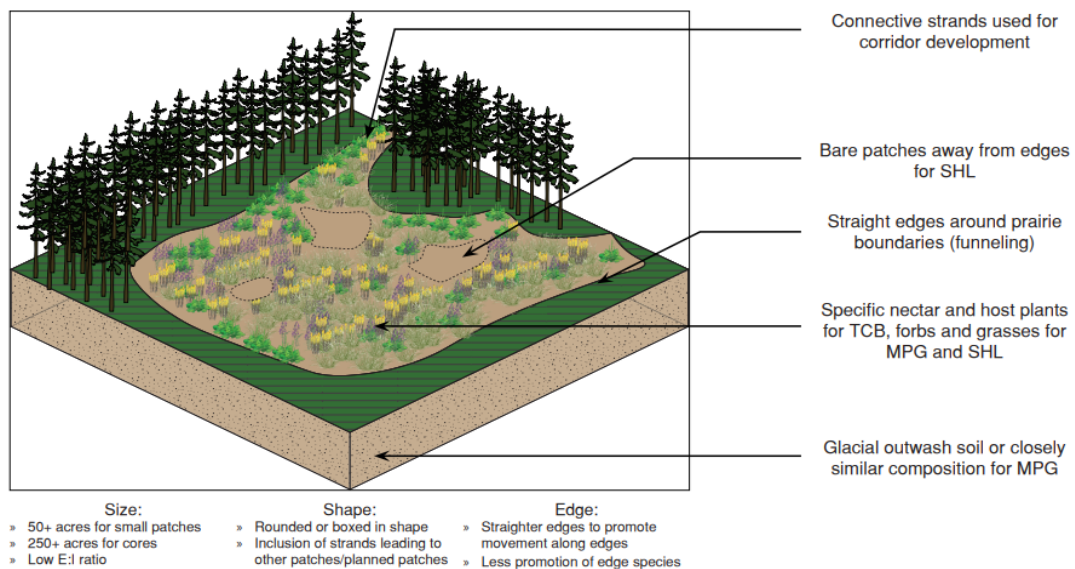 Connective strands used for
corridor development
Bare patches away from edges
for SHL
Straight edges around prairie
boundaries (funneling)
Specific nectar and host plants
for TCB, forbs and grasses for
MPG and SHL
Glacial outwash soil or closely
similar composition for MPG
Size:
» 50+ acres for small patches
» 250+ acres for cores
» Low E:I ratio
Shape:
» Rounded or boxed in shape
» Inclusion of strands leading to
other patches/planned patches
Edge:
» Straighter edges to promote
movement along edges
» Less promotion of edge species